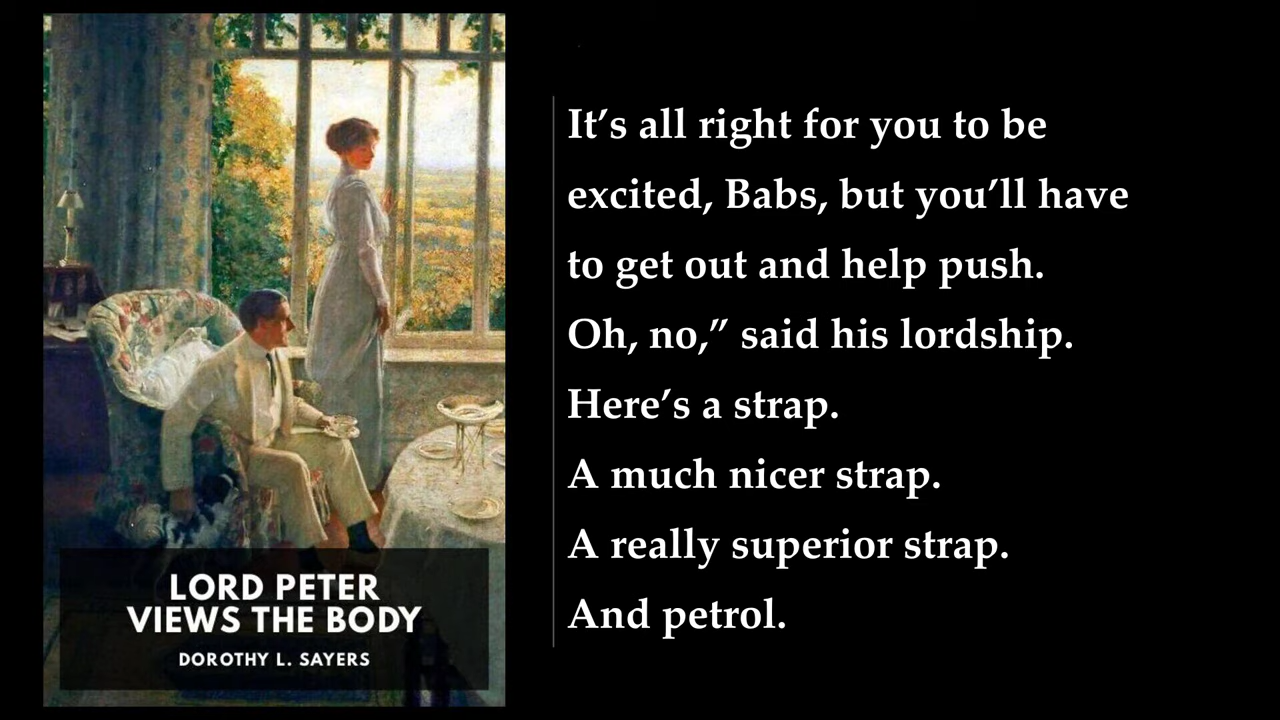 LORD PETER
VIEWS THE BODY
DOROTHY L. SAYERS
It’s all right for you to be
excited, Babs, but you’ll have
to get out and help push.
Oh, no,” said his lordship.
Here’s a strap.
A much nicer strap.
A really superior strap.
And petrol.